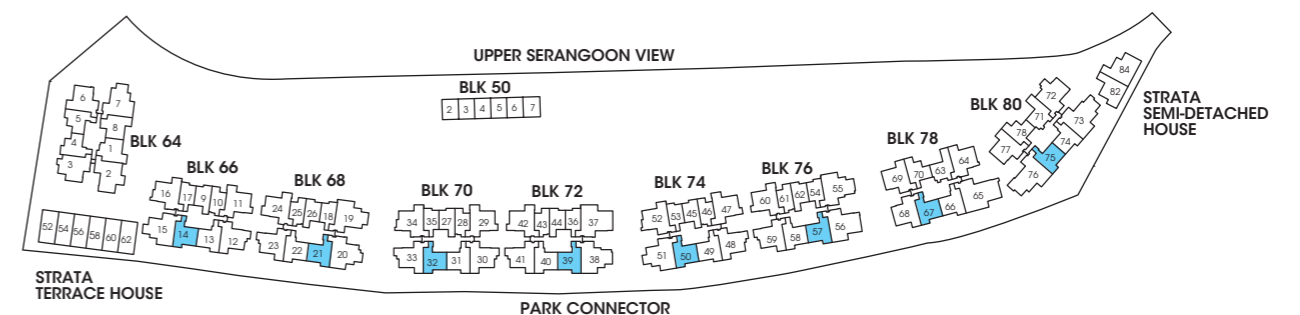 UPPER SERANGOON VIEW
BLK 50
2 3 4 5 6 7
BLK 64
6 7
5 8
4 1
3 2
BLK 66
16 17 9 10 11
15 14 13 12
BLK 68
24 25 26 18 19
23 22 21 20
BLK 70
34 35 27 28 29
33 32 31 30
BLK 72
42 43 44 36 37
41 40 39 38
BLK 74
52 53 45 46 47
51 50 49 48
BLK 76
60 61 62 54 55
59 58 57 56
BLK 78
69 70 63 64
68 67 66 65
BLK 80
72
71 73
78 74
77 75
76
84
82
STRATA
SEMI-DETACHED
HOUSE
52 54 56 58 60 62
STRATA
TERRACE HOUSE
PARK CONNECTOR